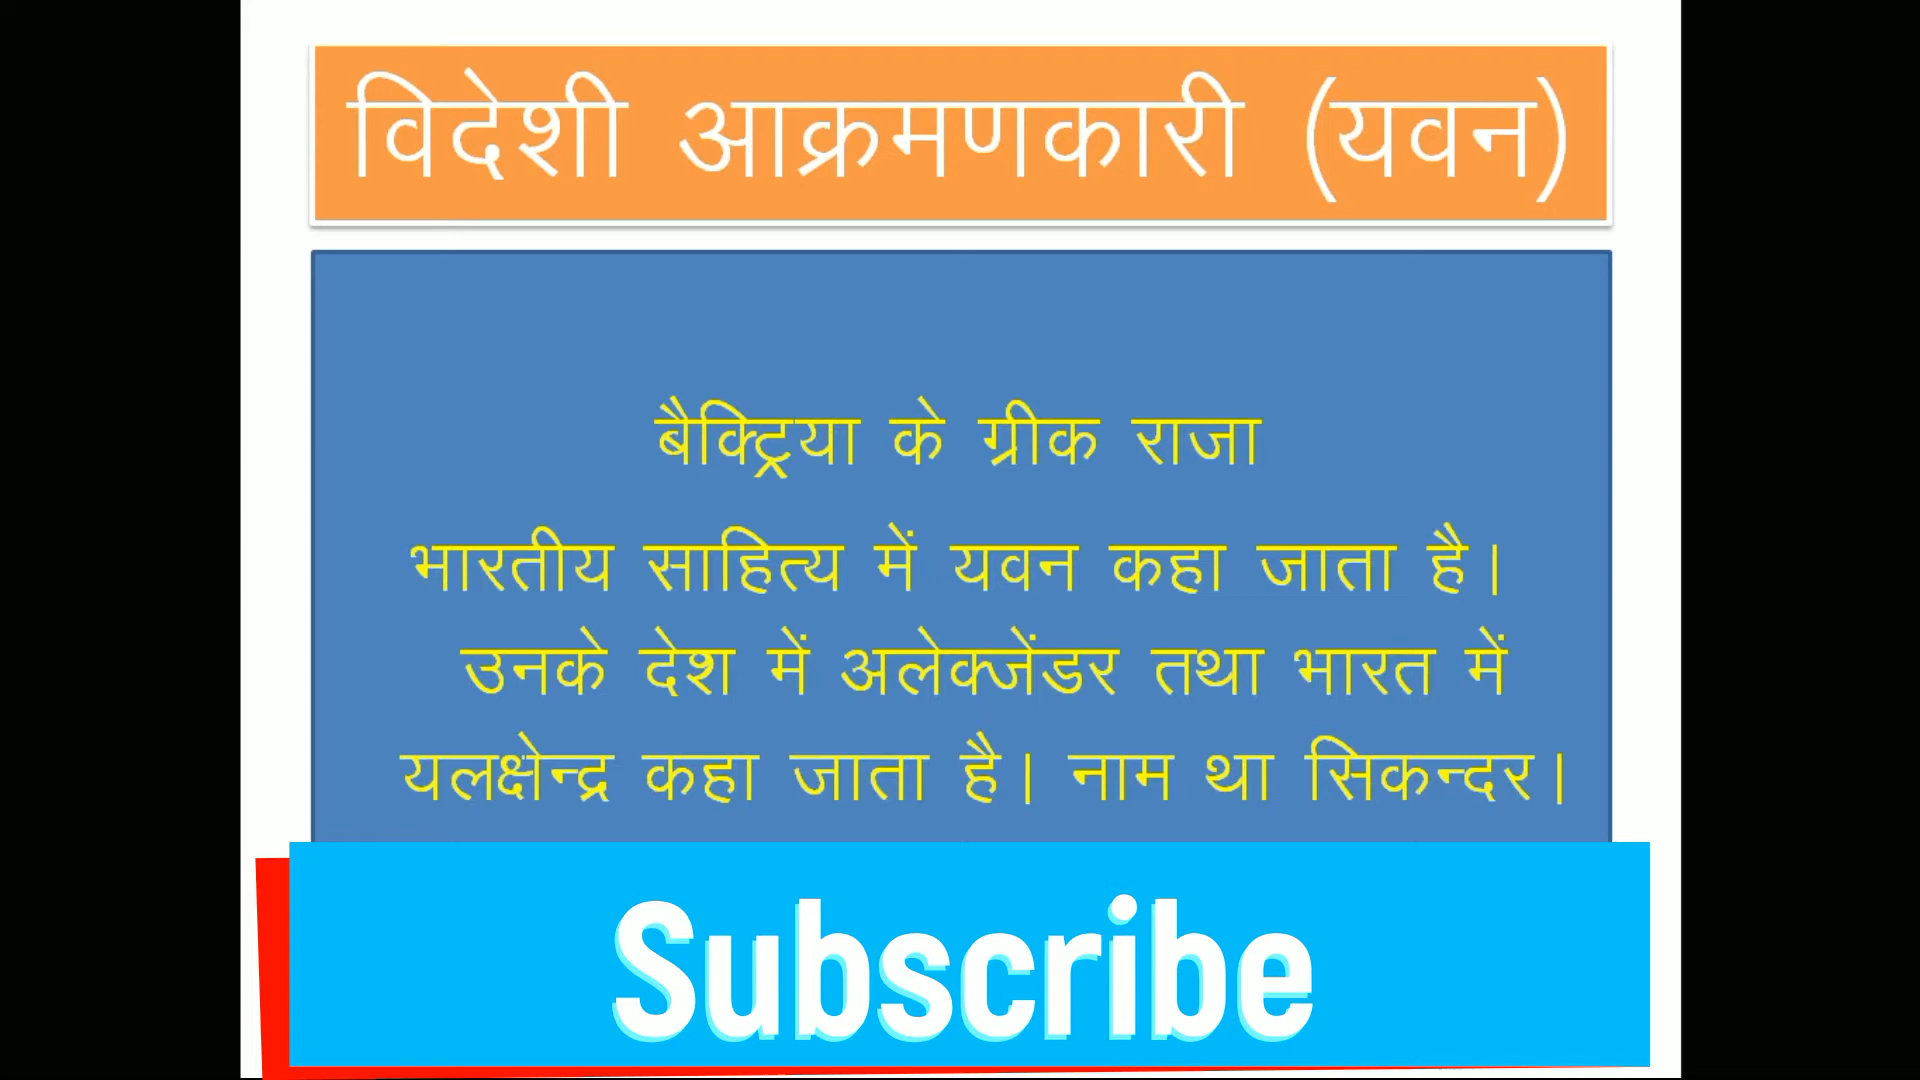 विदेशी आक्रमणकारी (यवन)
बैक्ट्रिया के ग्रीक राजा
भारतीय साहित्य में यवन कहा जाता है।
उनके देश में अलेक्जेंडर तथा भारत में
यलक्षेन्द्र कहा जाता है। नाम था सिकन्दर।
Subscribe